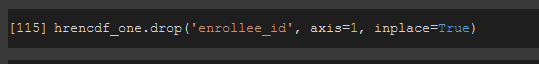 [115] hrencdf_one.drop('enrollee_id', axis=1, inplace=True)